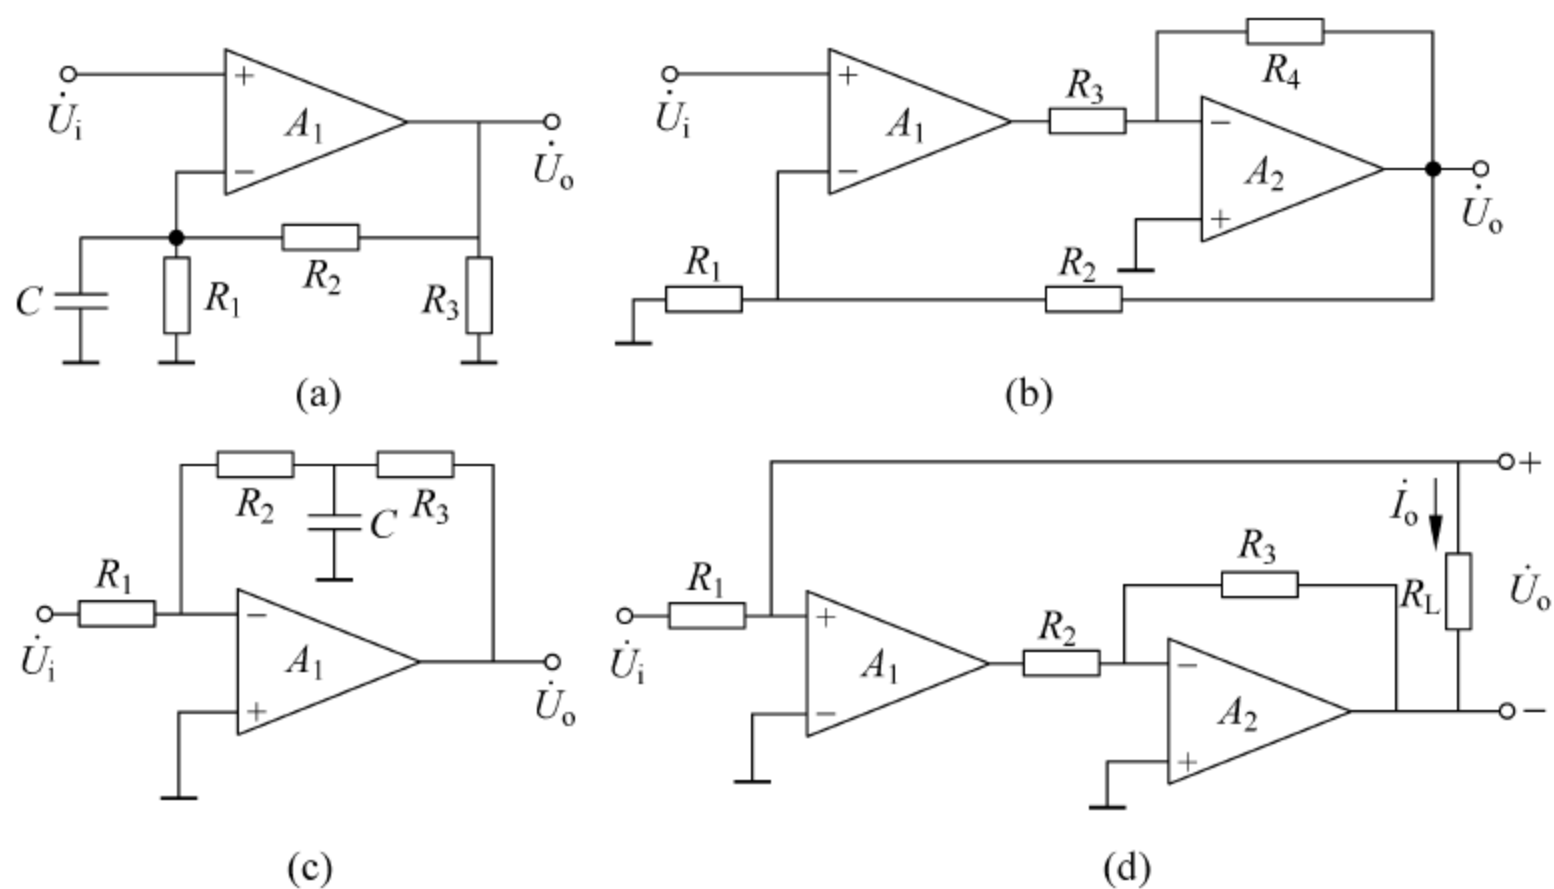 +
A₁
−
U̇ᵢ
U̇ₒ
C
R₁
R₂
R₃
(a)
+
A₁
−
U̇ᵢ
R₃
R₄
−
A₂
+
U̇ₒ
R₁
R₂
(b)
R₂
C
R₃
R₁
−
A₁
+
U̇ᵢ
U̇ₒ
(c)
+
İₒ
R₃
R_L
U̇ₒ
R₁
+
A₁
−
U̇ᵢ
R₂
−
A₂
+
−
(d)